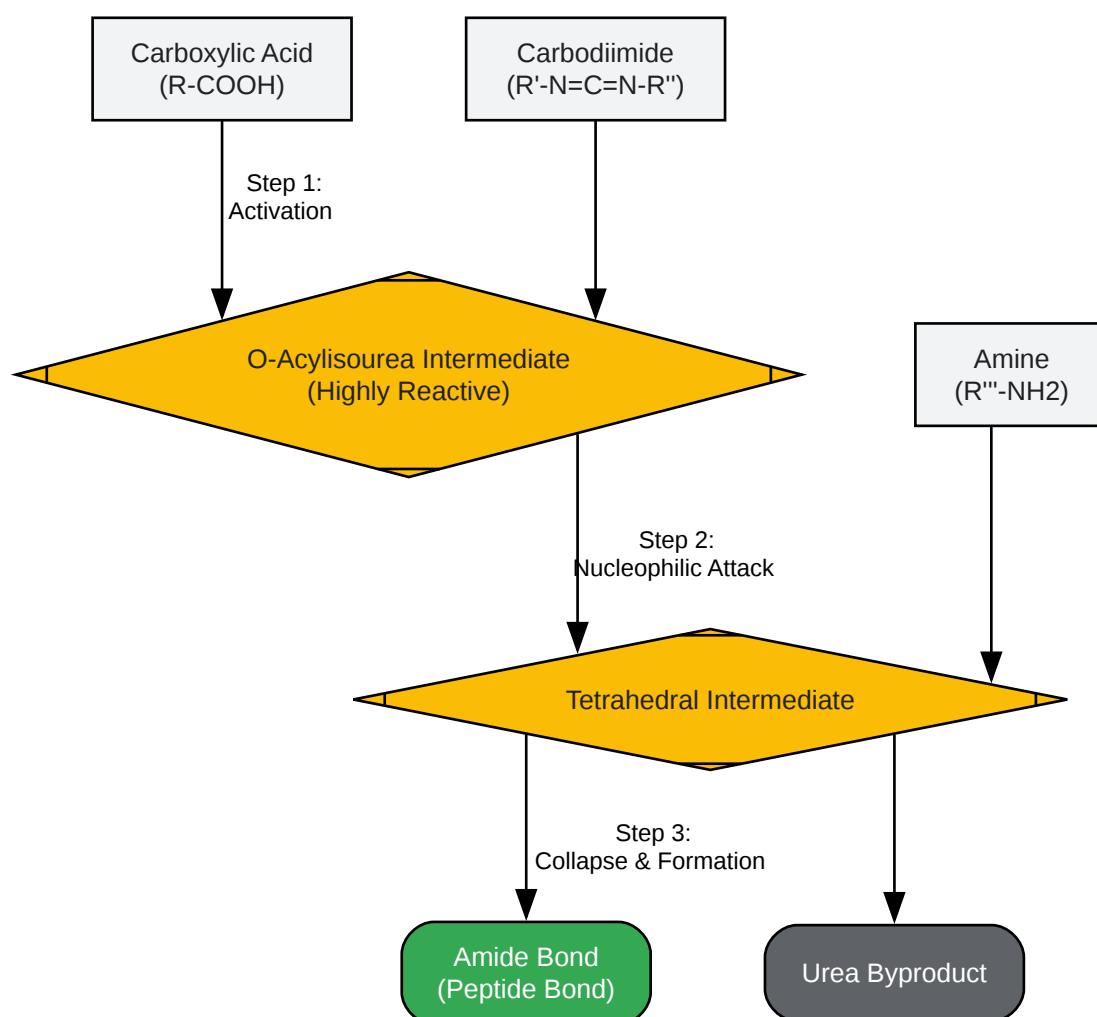 Carboxylic Acid
(R-COOH)
Carbodiimide
(R'-N=C=N-R'')
Step 1:
Activation
O-Acylisourea Intermediate
(Highly Reactive)
Amine
(R'''-NH2)
Step 2:
Nucleophilic Attack
Tetrahedral Intermediate
Step 3:
Collapse & Formation
Amide Bond
(Peptide Bond)
Urea Byproduct